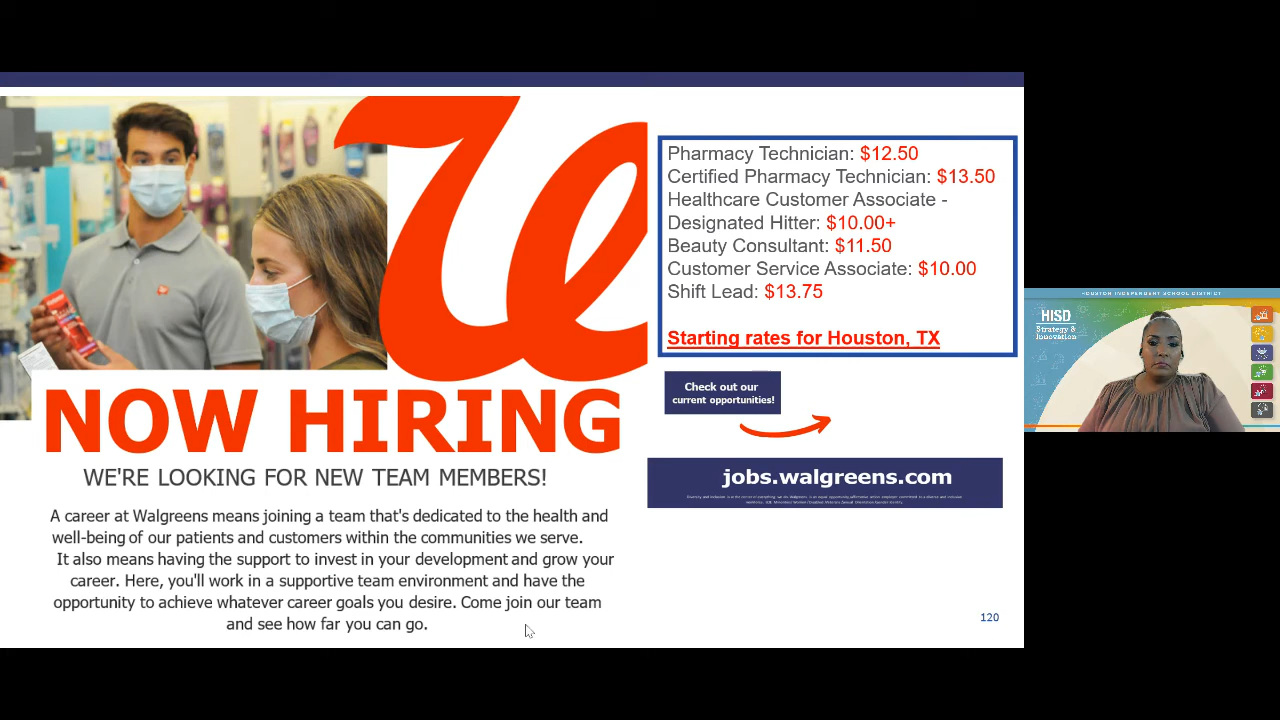 Pharmacy Technician: $12.50
Certified Pharmacy Technician: $13.50
Healthcare Customer Associate -
Designated Hitter: $10.00+
Beauty Consultant: $11.50
Customer Service Associate: $10.00
Shift Lead: $13.75
Starting rates for Houston, TX
Check out our
current opportunities!
jobs.walgreens.com
NOW HIRING
WE'RE LOOKING FOR NEW TEAM MEMBERS!
A career at Walgreens means joining a team that's dedicated to the health and
well-being of our patients and customers within the communities we serve.
It also means having the support to invest in your development and grow your
career. Here, you'll work in a supportive team environment and have the
opportunity to achieve whatever career goals you desire. Come join our team
and see how far you can go.
120
HOUSTON INDEPENDENT SCHOOL DISTRICT
HISD
Strategy &
Innovation